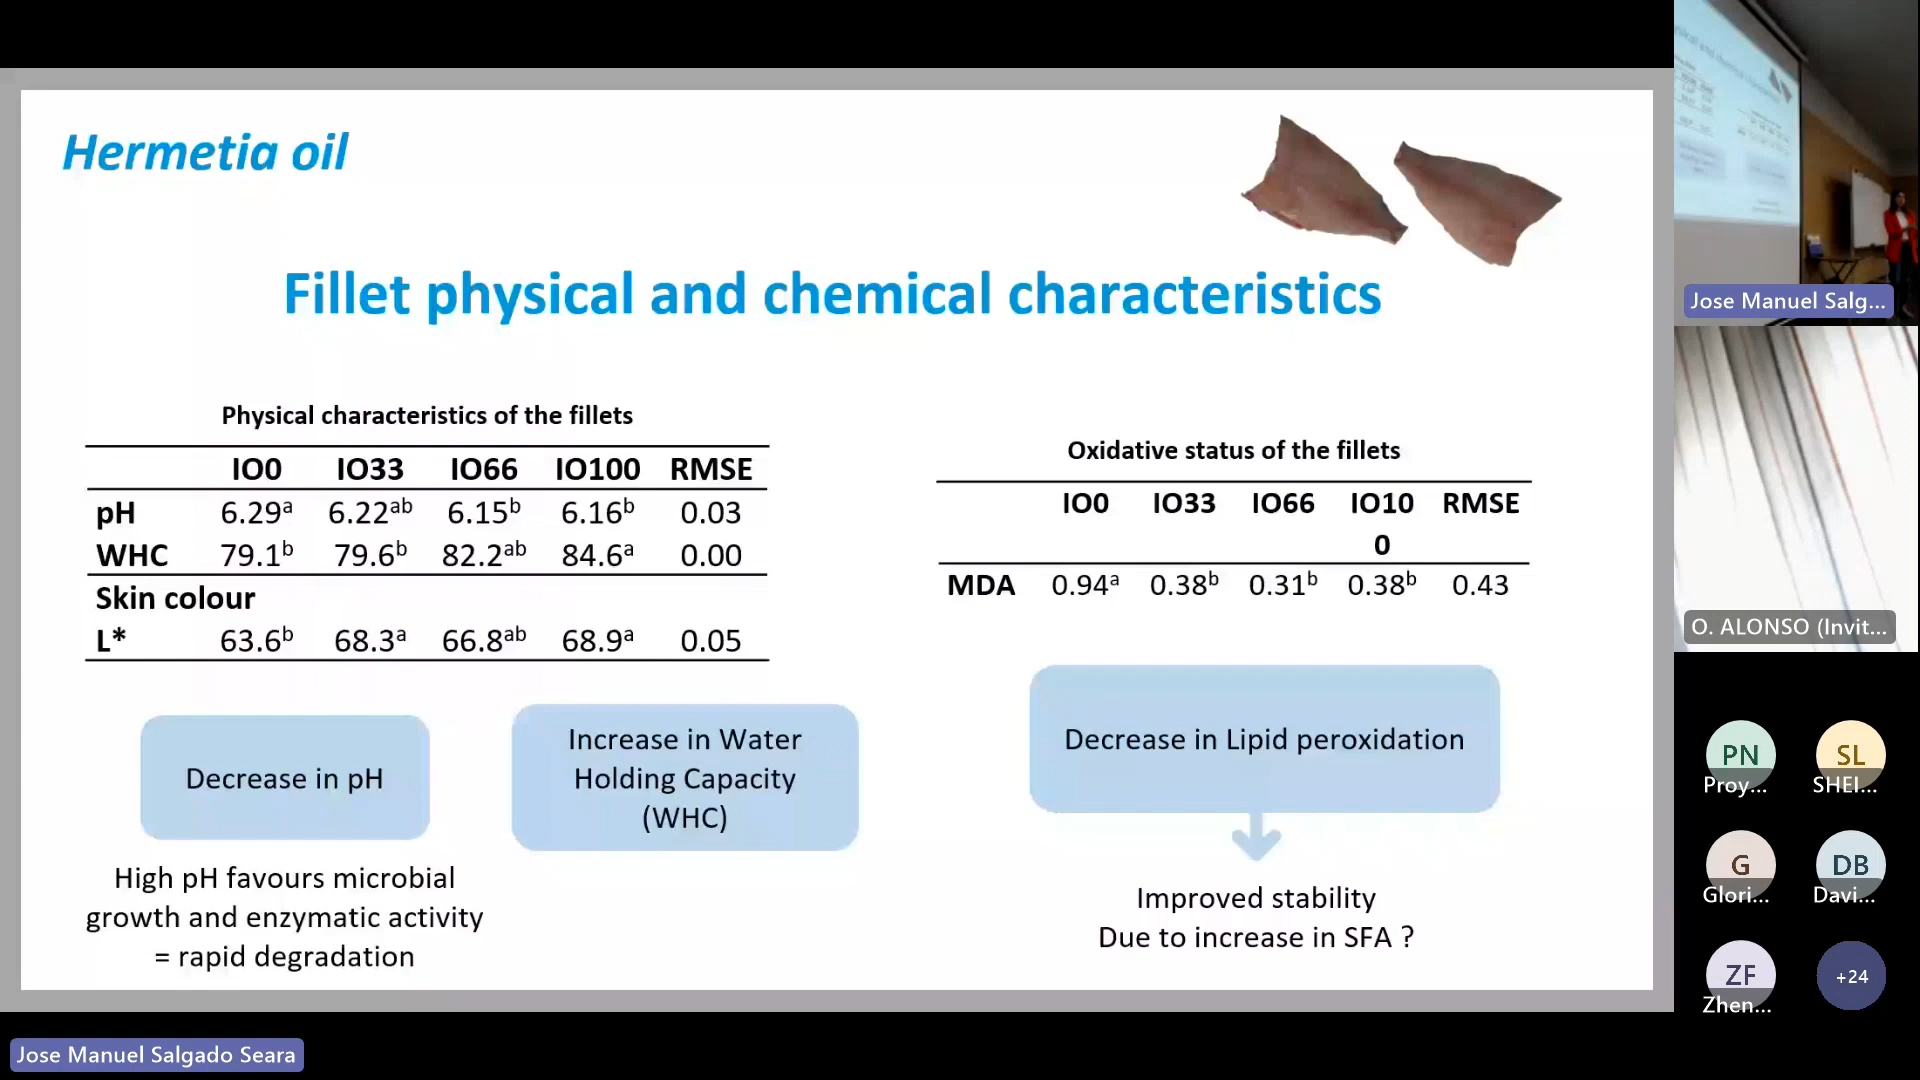 Hermetia oil
Fillet physical and chemical characteristics
Physical characteristics of the fillets
IO0 IO33 IO66 IO100 RMSE
pH 6.29ᵃ 6.22ᵃᵇ 6.15ᵇ 6.16ᵇ 0.03
WHC 79.1ᵇ 79.6ᵇ 82.2ᵃᵇ 84.6ᵃ 0.00
Skin colour
L* 63.6ᵇ 68.3ᵃ 66.8ᵃᵇ 68.9ᵃ 0.05
Decrease in pH
High pH favours microbial
growth and enzymatic activity
= rapid degradation
Increase in Water
Holding Capacity
(WHC)
Oxidative status of the fillets
IO0 IO33 IO66 IO10 RMSE
0
MDA 0.94ᵃ 0.38ᵇ 0.31ᵇ 0.38ᵇ 0.43
Decrease in Lipid peroxidation
Improved stability
Due to increase in SFA ?
Jose Manuel Salg...
O. ALONSO (Invit...
PN SL
Proy... SHEI...
G DB
Glori... Davi...
ZF +24
Zhen...
Jose Manuel Salgado Seara